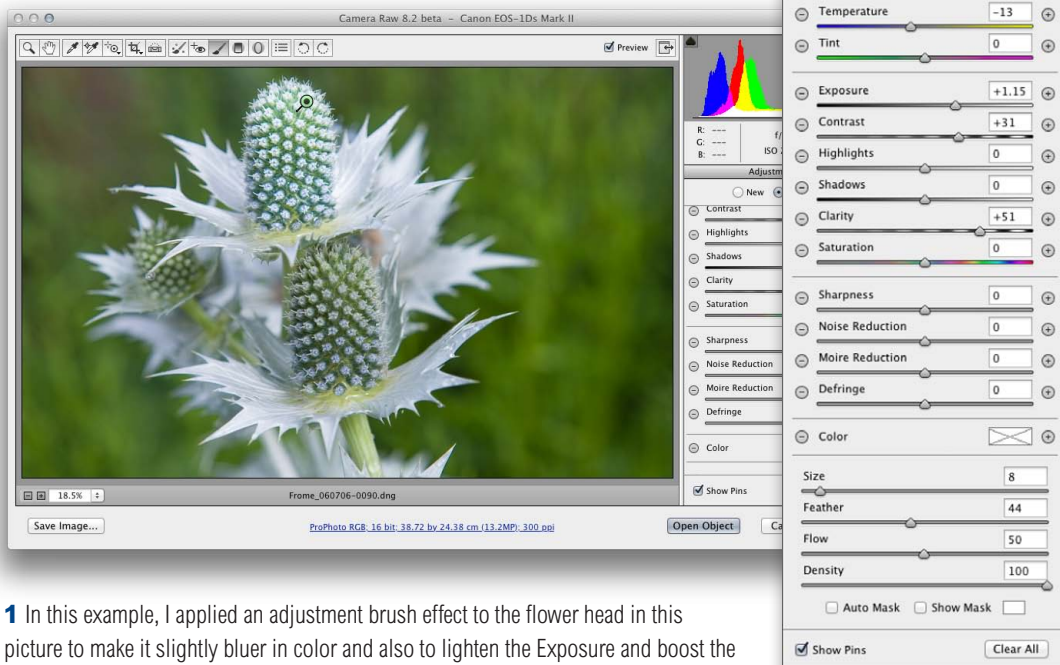 Camera Raw 8.2 beta – Canon EOS-1Ds Mark II
Preview
R: ---
G: ---
B: ---
f/
ISO 2
Adjustm
New
Contrast
Highlights
Shadows
Clarity
Saturation
Sharpness
Noise Reduction
Moire Reduction
Defringe
Color
Show Pins
18.5%
Frome_060706-0090.dng
Save Image...
ProPhoto RGB; 16 bit; 38.72 by 24.38 cm (13.2MP); 300 ppi
Open Object
Ca
Temperature -13
Tint 0
Exposure +1.15
Contrast +31
Highlights 0
Shadows 0
Clarity +51
Saturation 0
Sharpness 0
Noise Reduction 0
Moire Reduction 0
Defringe 0
Color
Size 8
Feather 44
Flow 50
Density 100
Auto Mask Show Mask
Show Pins Clear All
1 In this example, I applied an adjustment brush effect to the flower head in this
picture to make it slightly bluer in color and also to lighten the Exposure and boost the